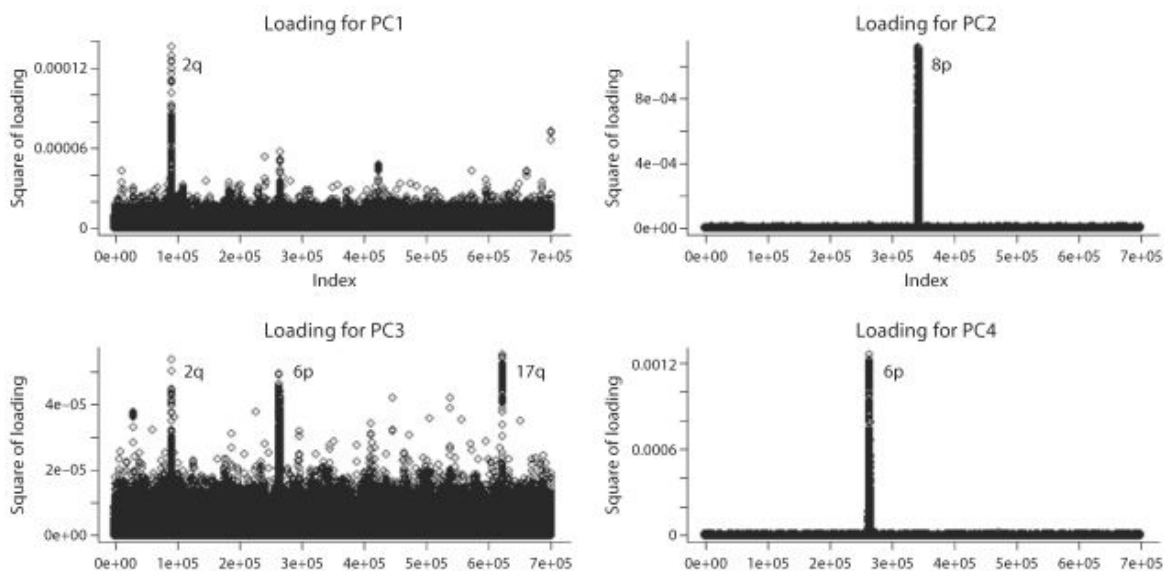 Loading for PC1
Square of loading
0.00012
0.00006
0
2q
0e+00 1e+05 2e+05 3e+05 4e+05 5e+05 6e+05 7e+05
Index
Loading for PC2
Square of loading
8e−04
4e−04
0e+00
8p
0e+00 1e+05 2e+05 3e+05 4e+05 5e+05 6e+05 7e+05
Index
Loading for PC3
Square of loading
4e−05
2e−05
0e+00
2q 6p 17q
0e+00 1e+05 2e+05 3e+05 4e+05 5e+05 6e+05 7e+05
Loading for PC4
Square of loading
0.0012
0.0006
0
6p
0e+00 1e+05 2e+05 3e+05 4e+05 5e+05 6e+05 7e+05